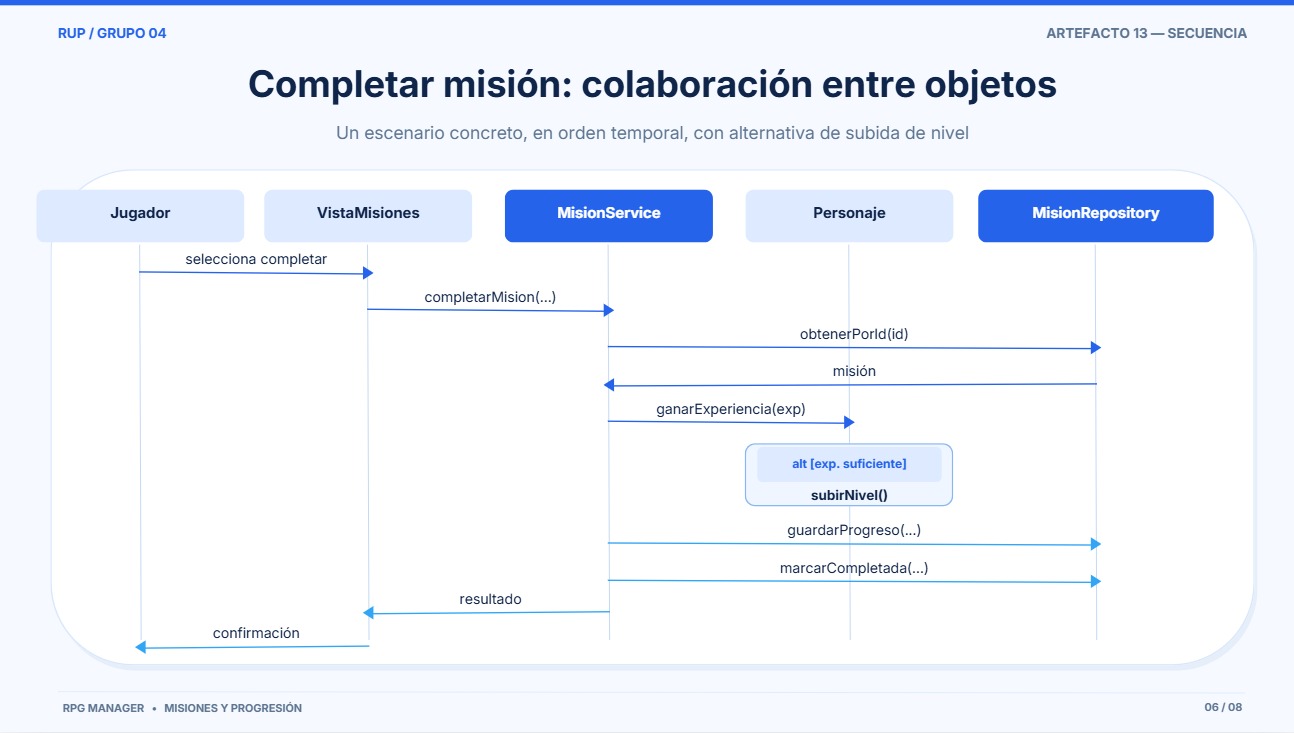 RUP / GRUPO 04
ARTEFACTO 13 — SECUENCIA
Completar misión: colaboración entre objetos
Un escenario concreto, en orden temporal, con alternativa de subida de nivel
Jugador
VistaMisiones
MisionService
Personaje
MisionRepository
selecciona completar
completarMision(...)
obtenerPorId(id)
misión
ganarExperiencia(exp)
alt [exp. suficiente]
subirNivel()
guardarProgreso(...)
marcarCompletada(...)
resultado
confirmación
RPG MANAGER • MISIONES Y PROGRESIÓN
06 / 08